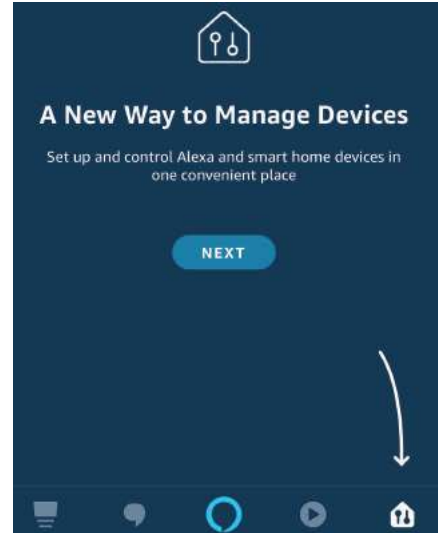 A New Way to Manage Devices
Set up and control Alexa and smart home devices in
one convenient place
NEXT